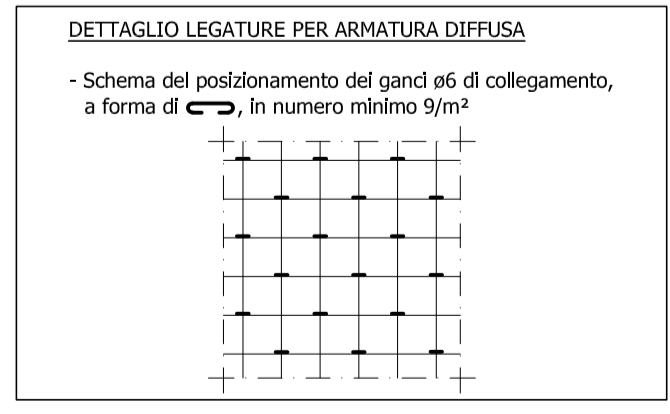 DETTAGLIO LEGATURE PER ARMATURA DIFFUSA
- Schema del posizionamento dei ganci ø6 di collegamento,
a forma di , in numero minimo 9/m²